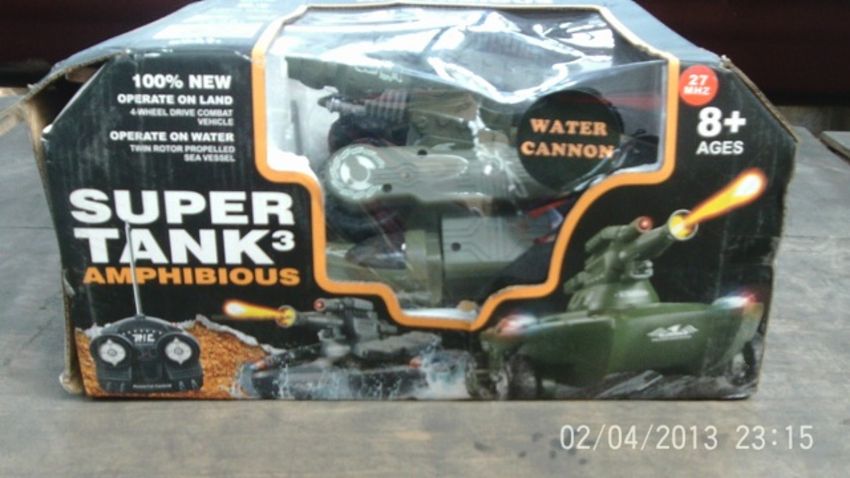 100% NEW
OPERATE ON LAND
4-WHEEL DRIVE COMBAT
VEHICLE
OPERATE ON WATER
TWIN ROTOR PROPELLED
SEA VESSEL
SUPER
TANK³
AMPHIBIOUS
WATER
CANNON
27
MHZ
8+
AGES
R/C
02/04/2013 23:15